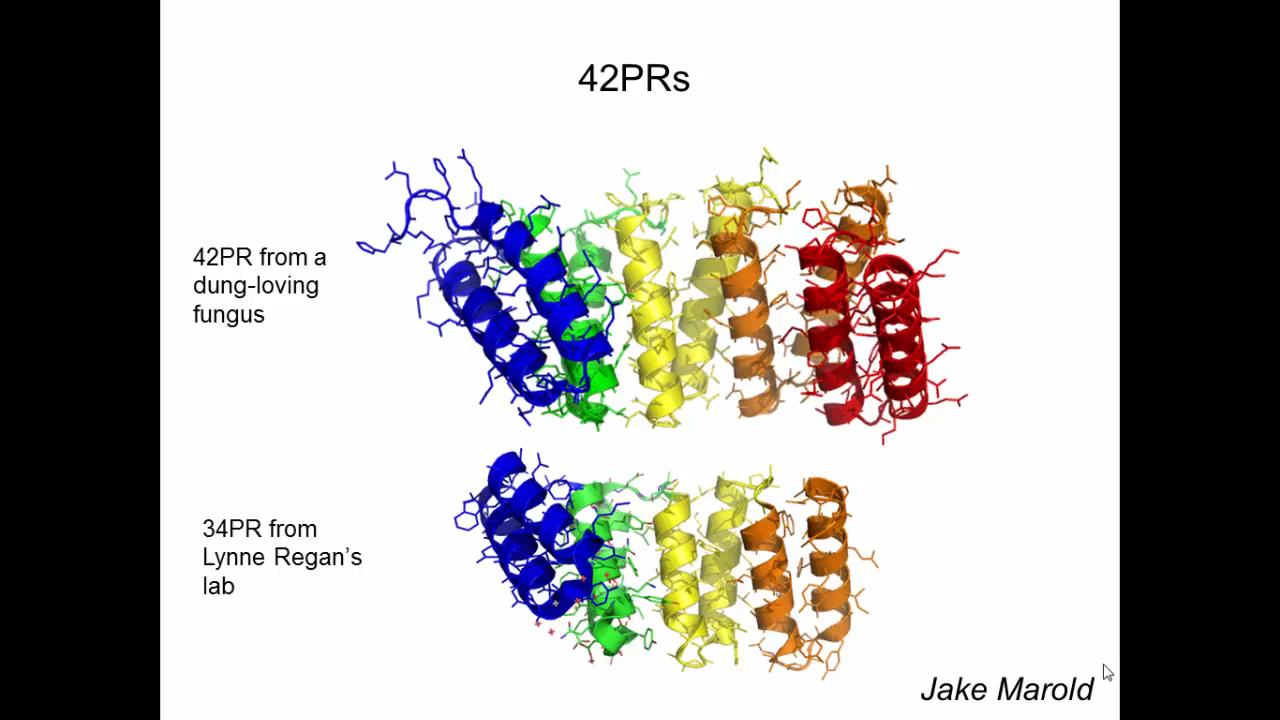 42PRs
42PR from a
dung-loving
fungus
34PR from
Lynne Regan’s
lab
Jake Marold